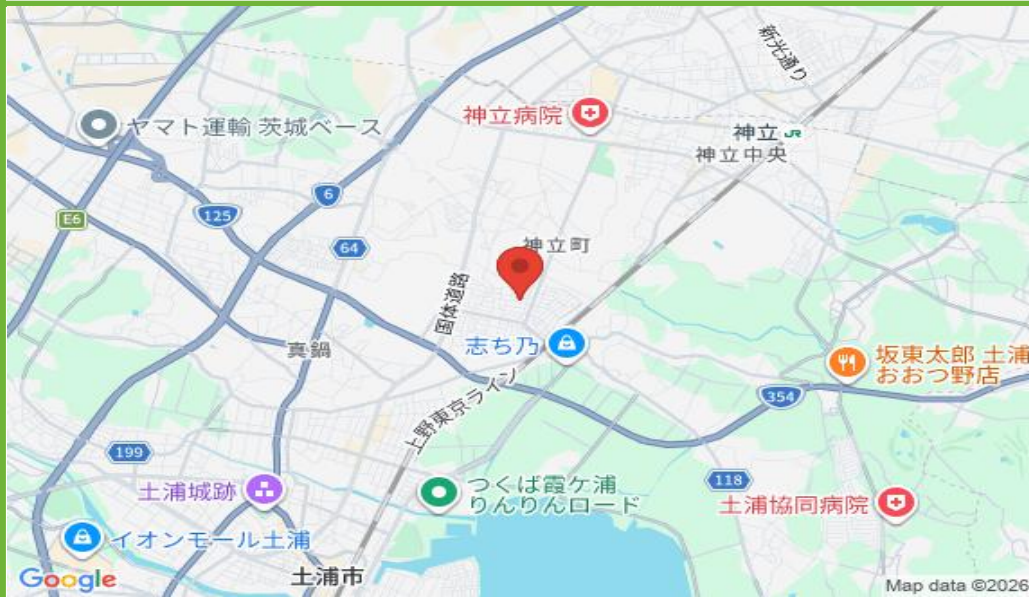 新光通り
神立病院
ヤマト運輸 茨城ベース
神立 JR
神立中央
6
125
E6
64
神立町
国体道路
真鍋
志ち乃
坂東太郎 土浦
おおつ野店
上野東京ライン
354
199
118
土浦城跡
つくば霞ケ浦
りんりんロード
土浦協同病院
イオンモール土浦
土浦市
Google
Map data ©2026